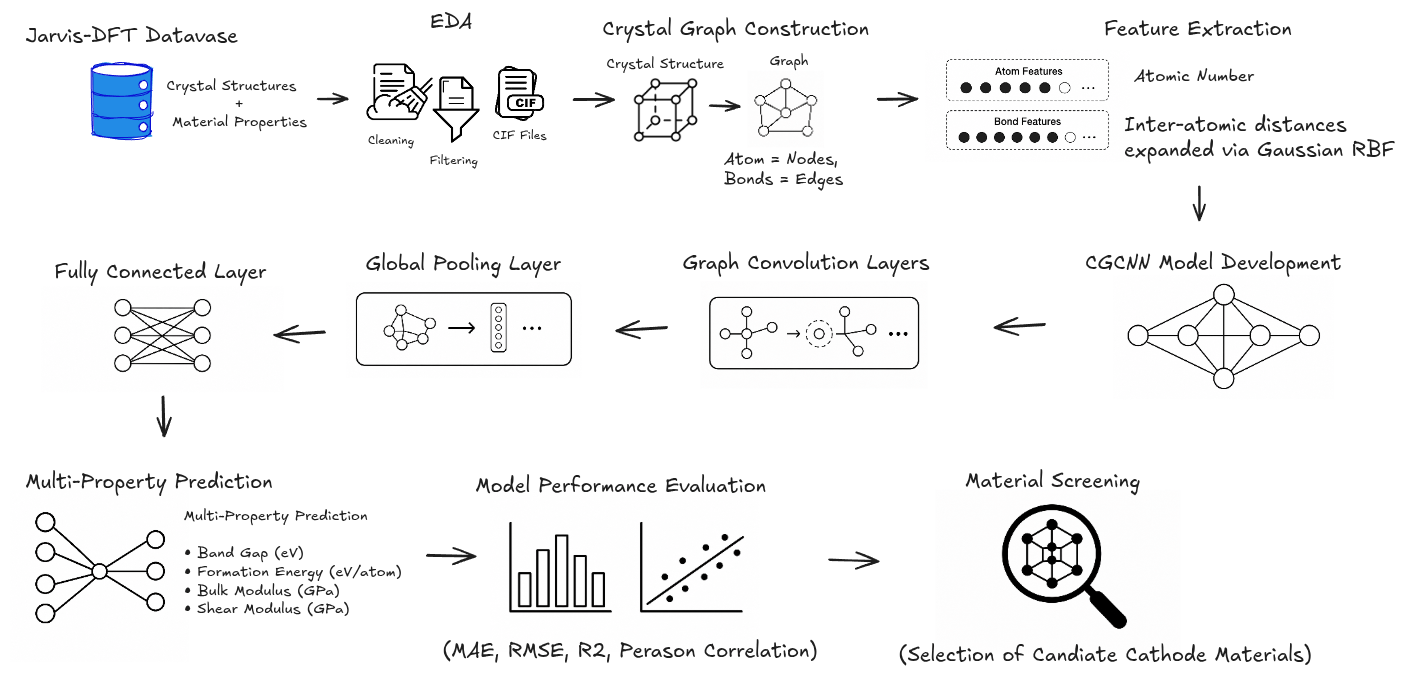 Jarvis-DFT Datavase
Crystal Structures
+
Material Properties
EDA
Cleaning
Filtering
CIF
CIF Files
Crystal Graph Construction
Crystal Structure
Graph
Atom = Nodes,
Bonds = Edges
Feature Extraction
Atom Features
...
Atomic Number
Bond Features
...
Inter-atomic distances
expanded via Gaussian RBF
CGCNN Model Development
Graph Convolution Layers
...
Global Pooling Layer
...
Fully Connected Layer
Multi-Property Prediction
Multi-Property Prediction
• Band Gap (eV)
• Formation Energy (eV/atom)
• Bulk Modulus (GPa)
• Shear Modulus (GPa)
Model Performance Evaluation
(MAE, RMSE, R2, Perason Correlation)
Material Screening
(Selection of Candiate Cathode Materials)